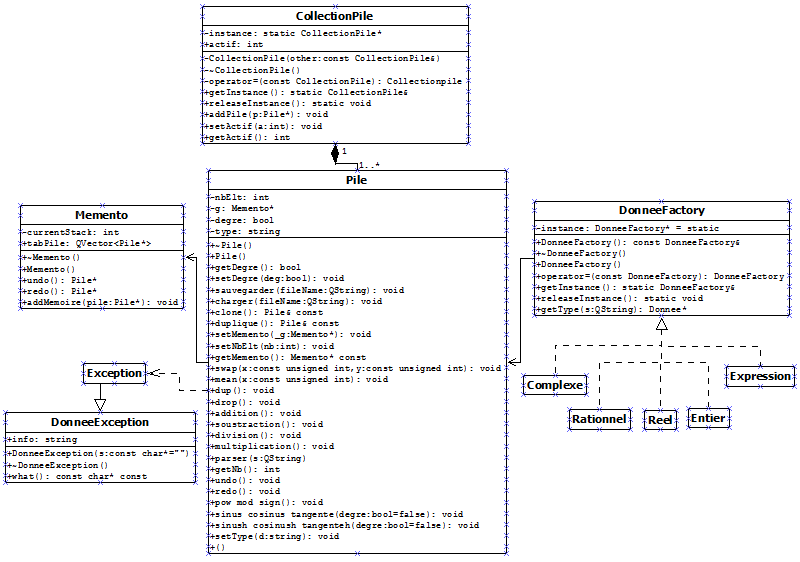 CollectionPile
-instance: static CollectionPile*
+actif: int
-CollectionPile(other:const CollectionPile&)
-~CollectionPile()
-operator=(const CollectionPile): Collectionpile
+getInstance(): static CollectionPile&
+releaseInstance(): static void
+addPile(p:Pile*): void
+setActif(a:int): void
+getActif(): int
1
1..*
Pile
-nbElt: int
-g: Memento*
-degre: bool
-type: string
+~Pile()
+Pile()
+getDegre(): bool
+setDegre(deg:bool): void
+sauvegarder(fileName:QString): void
+charger(fileName:QString): void
+clone(): Pile& const
+duplique(): Pile& const
+setMemento(_g:Memento*): void
+setNbElt(nb:int): void
+getMemento(): Memento* const
+swap(x:const unsigned int,y:const unsigned int): void
+mean(x:const unsigned int): void
+dup(): void
+drop(): void
+addition(): void
+soustraction(): void
+division(): void
+multiplication(): void
+parser(s:QString)
+getNb(): int
+undo(): void
+redo(): void
+pow mod sign(): void
+sinus cosinus tangente(degre:bool=false): void
+sinush cosinush tangenteh(degre:bool=false): void
+setType(d:string): void
+()
Memento
-currentStack: int
+tabPile: QVector<Pile*>
+~Memento()
+Memento()
+undo(): Pile*
+redo(): Pile*
+addMemoire(pile:Pile*): void
Exception
DonneeException
+info: string
+DonneeException(s:const char*="")
+~DonneeException()
+what(): const char* const
DonneeFactory
-instance: DonneeFactory* = static
+DonneeFactory(): const DonneeFactory&
+~DonneeFactory()
+DonneeFactory()
+operator=(const DonneeFactory): DonneeFactory
+getInstance(): static DonneeFactory&
+releaseInstance(): static void
+getType(s:QString): Donnee*
Complexe
Rationnel
Reel
Entier
Expression